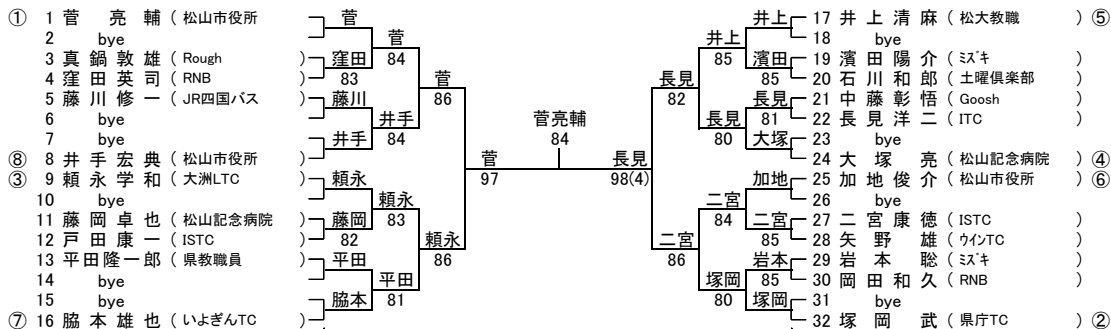 ① 1 菅 亮 輔 ( 松山市役所 )
2 bye
3 真 鍋 敦 雄 ( Rough )
4 窪 田 英 司 ( RNB )
5 藤 川 修 一 ( JR四国バス )
6 bye
7 bye
⑧ 8 井 手 宏 典 ( 松山市役所 )
③ 9 頼 永 学 和 ( 大洲LTC )
10 bye
11 藤 岡 卓 也 ( 松山記念病院 )
12 戸 田 康 一 ( ISTC )
13 平 田 隆 一 郎 ( 県教職員 )
14 bye
15 bye
⑦ 16 脇 本 雄 也 ( いよぎんTC )
菅
窪田
83
藤川
井手
頼永
藤岡
82
平田
脇本
菅
84
井手
84
頼永
83
平田
81
菅
86
頼永
86
菅
97
菅亮輔
84
長見
98(4)
長見
82
二宮
86
井上
85
長見
80
二宮
84
塚岡
80
井上
濱田
85
長見
81
大塚
加地
二宮
85
岩本
85
塚岡
17 井 上 清 麻 ( 松大教職 ) ⑤
18 bye
19 濱 田 陽 介 ( ミズキ )
20 石 川 和 郎 ( 土曜倶楽部 )
21 中 藤 彰 悟 ( Goosh )
22 長 見 洋 二 ( ITC )
23 bye
24 大 塚 亮 ( 松山記念病院 ) ④
25 加 地 俊 介 ( 松山市役所 ) ⑥
26 bye
27 二 宮 康 徳 ( ISTC )
28 矢 野 雄 ( ウインTC )
29 岩 本 聡 ( ミズキ )
30 岡 田 和 久 ( RNB )
31 bye
32 塚 岡 武 ( 県庁TC ) ②